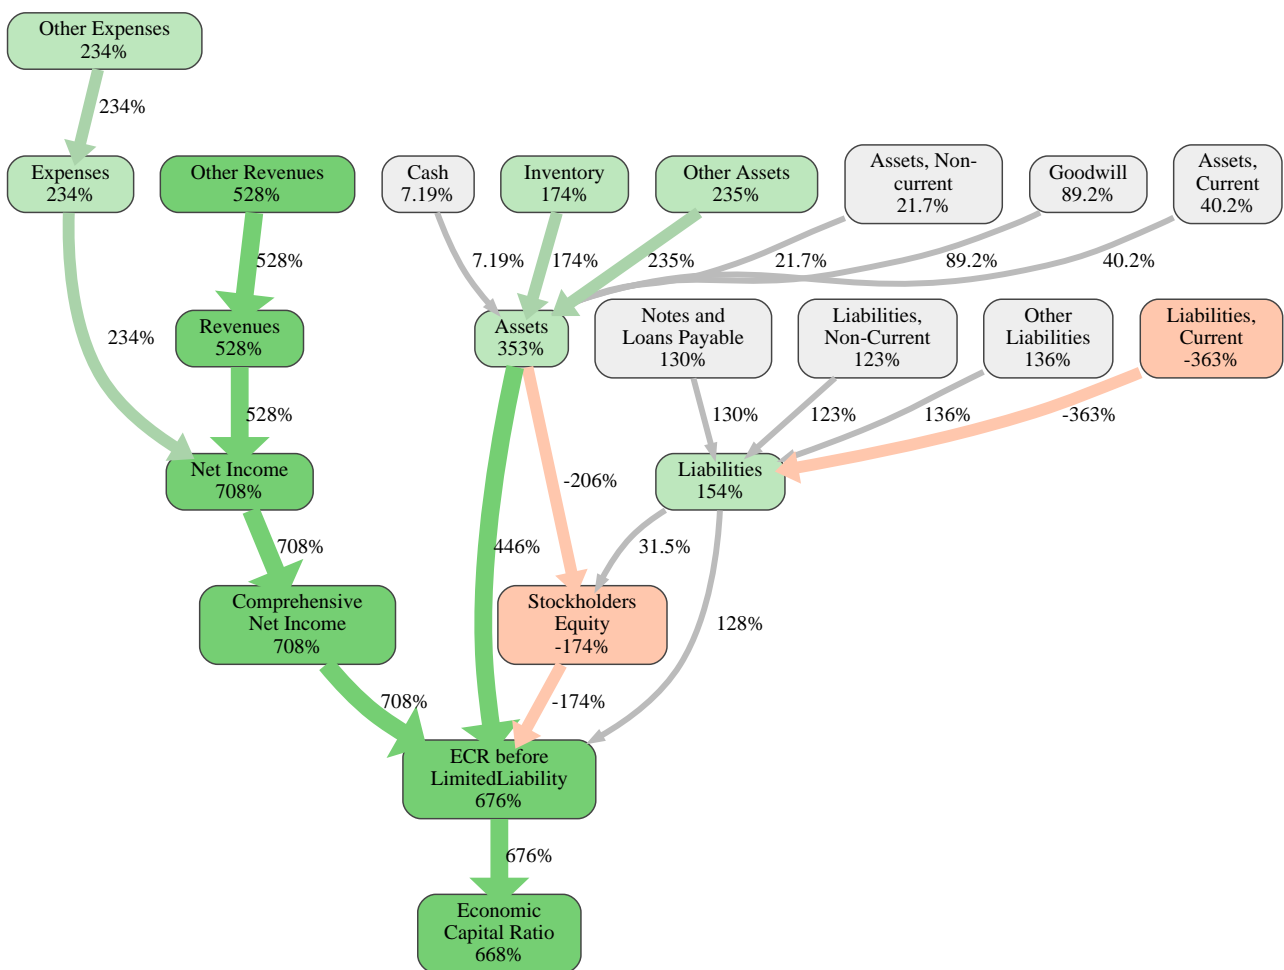 Other Expenses
234%
234%
Expenses
234%
Other Revenues
528%
Cash
7.19%
Inventory
174%
Other Assets
235%
Assets, Non-
current
21.7%
Goodwill
89.2%
Assets,
Current
40.2%
528%
7.19%
174%
235%
21.7%
89.2%
40.2%
234%
Revenues
528%
Assets
353%
Notes and
Loans Payable
130%
Liabilities,
Non-Current
123%
Other
Liabilities
136%
Liabilities,
Current
-363%
528%
130%
123%
136%
-363%
Net Income
708%
-206%
Liabilities
154%
708%
446%
31.5%
128%
Comprehensive
Net Income
708%
Stockholders
Equity
-174%
708%
-174%
ECR before
LimitedLiability
676%
676%
Economic
Capital Ratio
668%